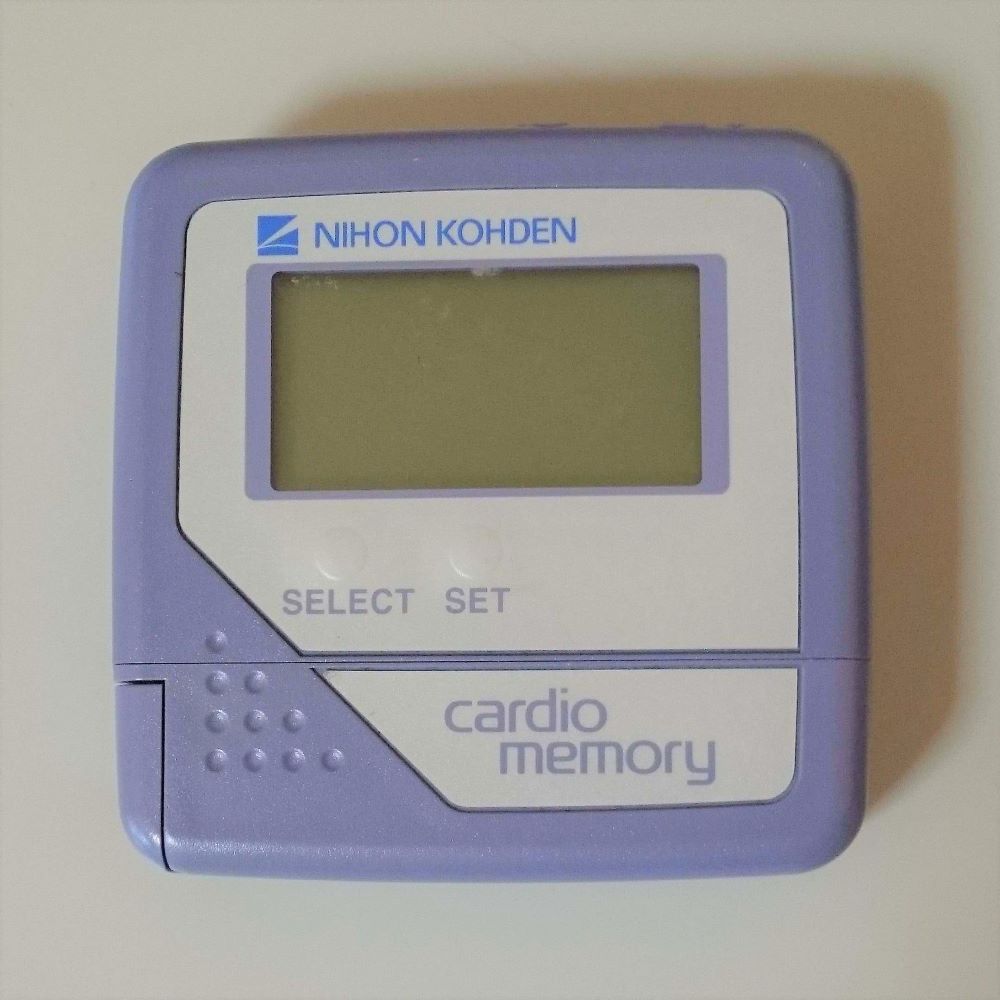 NIHON KOHDEN
SELECT SET
cardio
memory